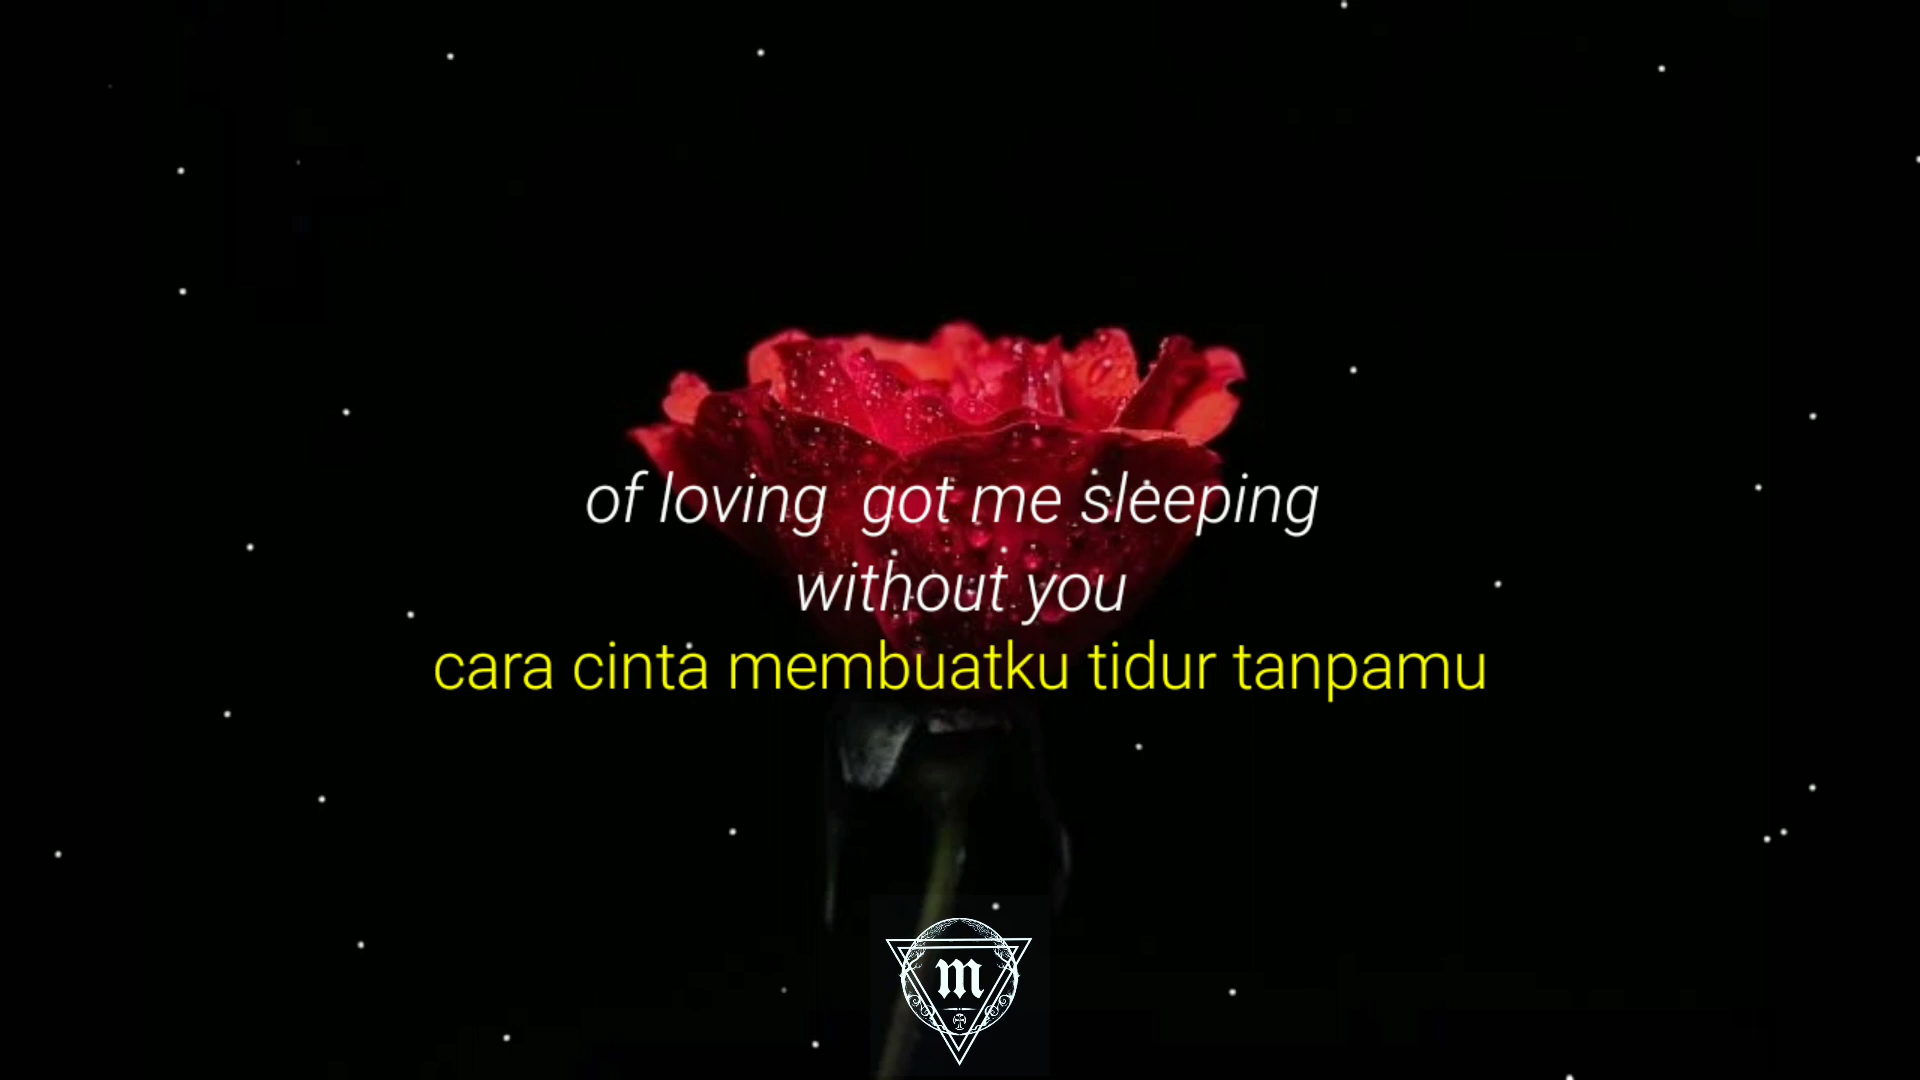 of loving  got me sleeping
without you
cara cinta membuatku tidur tanpamu
m